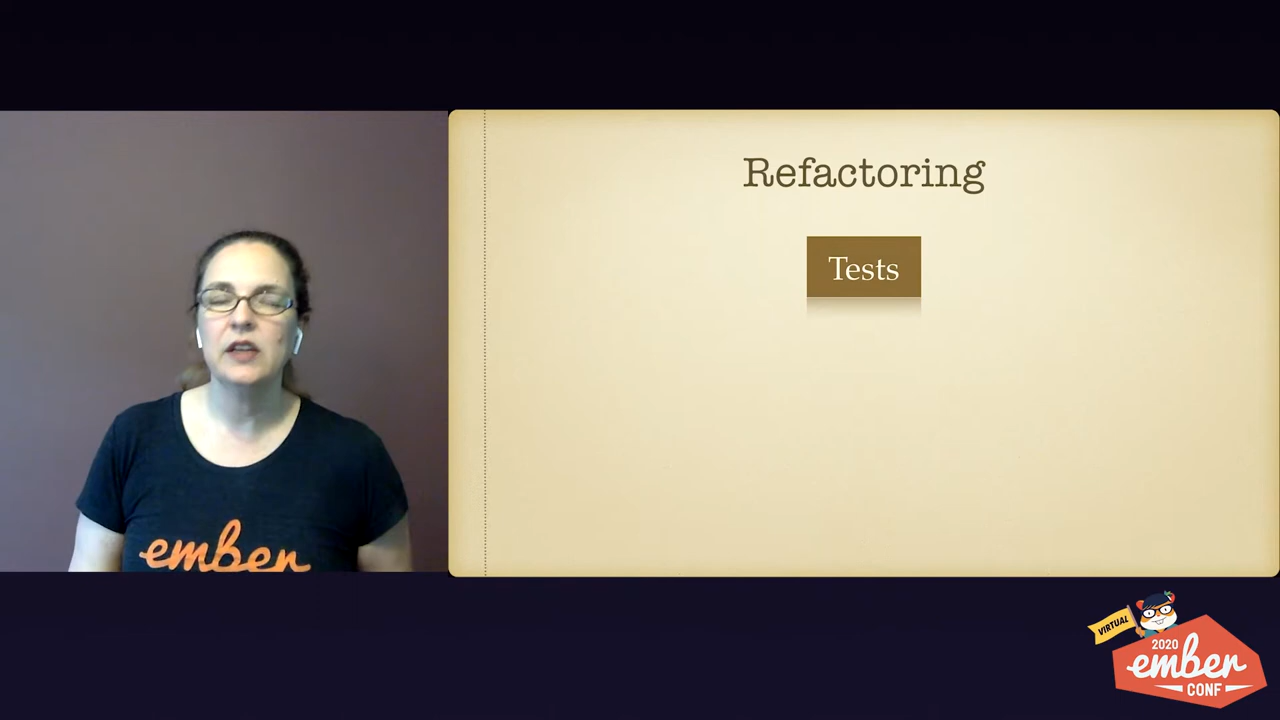 Refactoring
Tests
ember
VIRTUAL
2020
ember
CONF